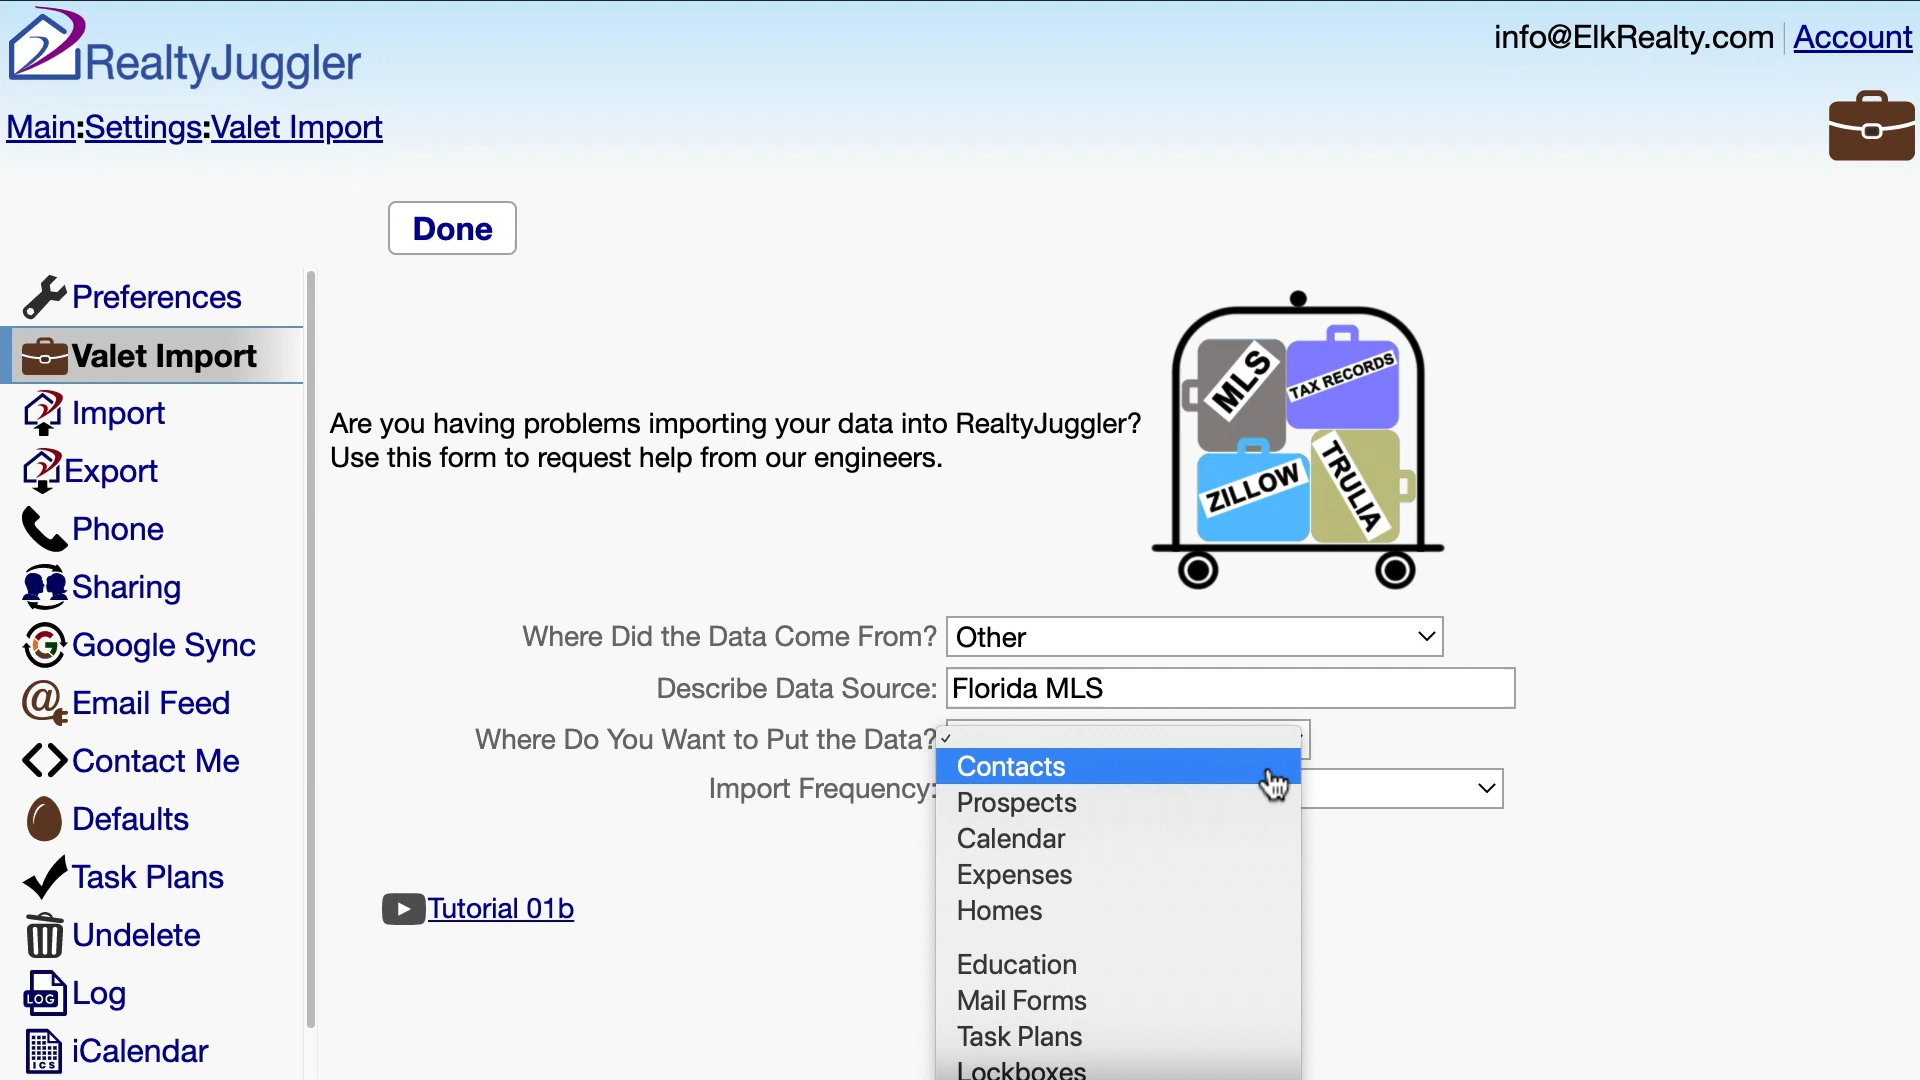 RealtyJuggler
info@ElkRealty.com
Account
Main:Settings:Valet Import
Done
Preferences
Valet Import
Import
Export
Phone
Sharing
Google Sync
Email Feed
Contact Me
Defaults
Task Plans
Undelete
LOG
Log
ICS
iCalendar
Are you having problems importing your data into RealtyJuggler?
Use this form to request help from our engineers.
MLS
TAX RECORDS
ZILLOW
TRULIA
Where Did the Data Come From? Other
Describe Data Source: Florida MLS
Where Do You Want to Put the Data?
Import Frequency:
Contacts
Prospects
Calendar
Expenses
Homes
Education
Mail Forms
Task Plans
Lockboxes
Tutorial 01b